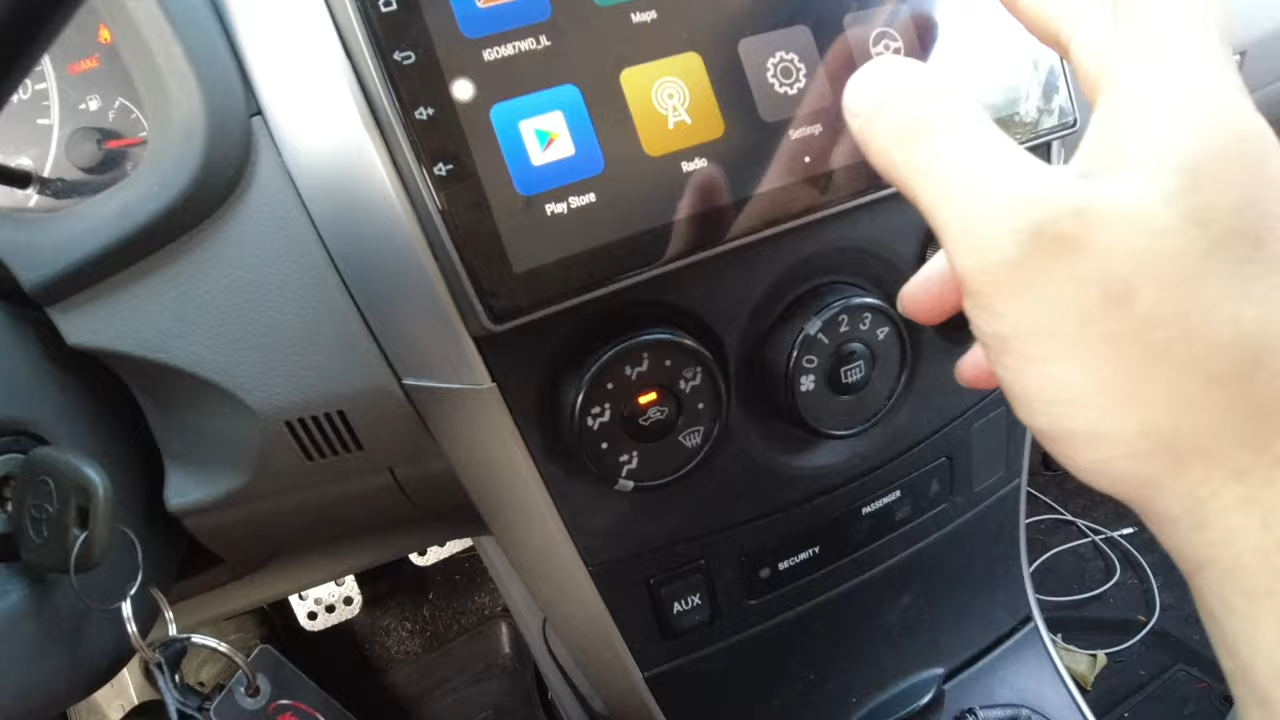 BRAKE
F
iGO687WD_IL
Maps
Play Store
Radio
Settings
0
1
2
3
4
PASSENGER
SECURITY
AUX